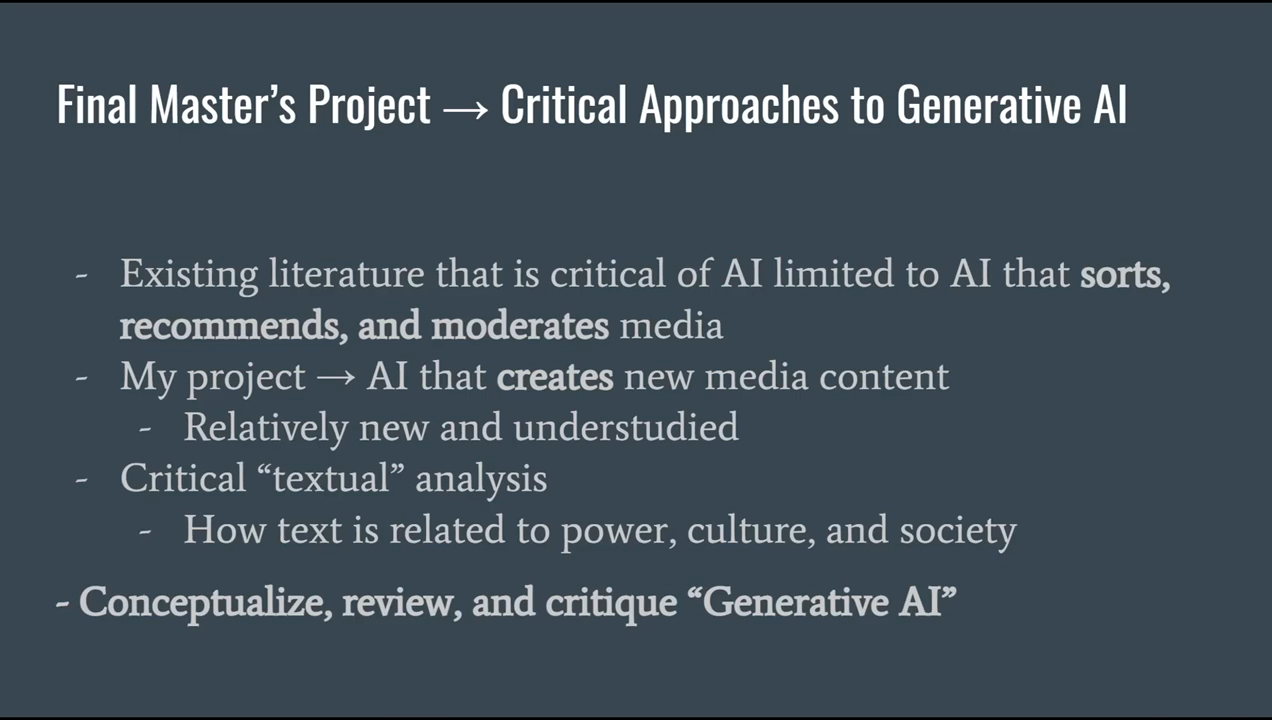 Final Master’s Project → Critical Approaches to Generative AI
- Existing literature that is critical of AI limited to AI that sorts,
recommends, and moderates media
- My project → AI that creates new media content
- Relatively new and understudied
- Critical “textual” analysis
- How text is related to power, culture, and society
- Conceptualize, review, and critique “Generative AI”